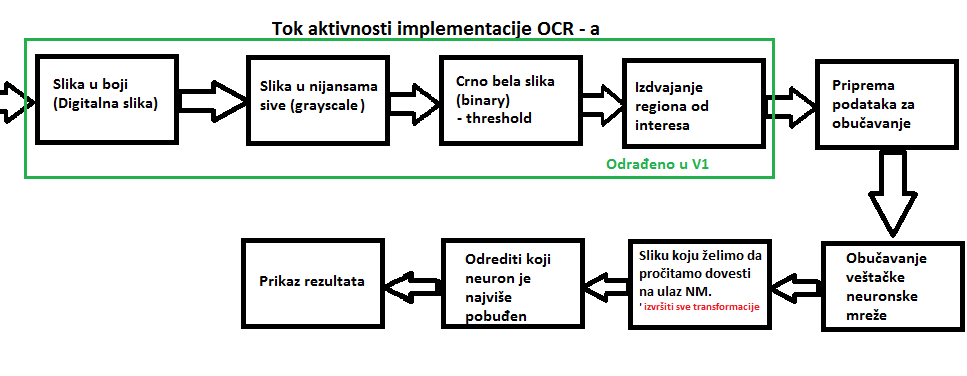 Tok aktivnosti implementacije OCR - a
Slika u boji
(Digitalna slika)
Slika u nijansama
sive (grayscale)
Crno bela slika
(binary)
- threshold
Izdvajanje
regiona od
interesa
Odrađeno u V1
Priprema
podataka za
obučavanje
Obučavanje
veštačke
neuronske
mreže
Sliku koju želimo da
pročitamo dovesti
na ulaz NM.
' izvršiti sve transformacije
Odrediti koji
neuron je
najviše
pobuđen
Prikaz rezultata